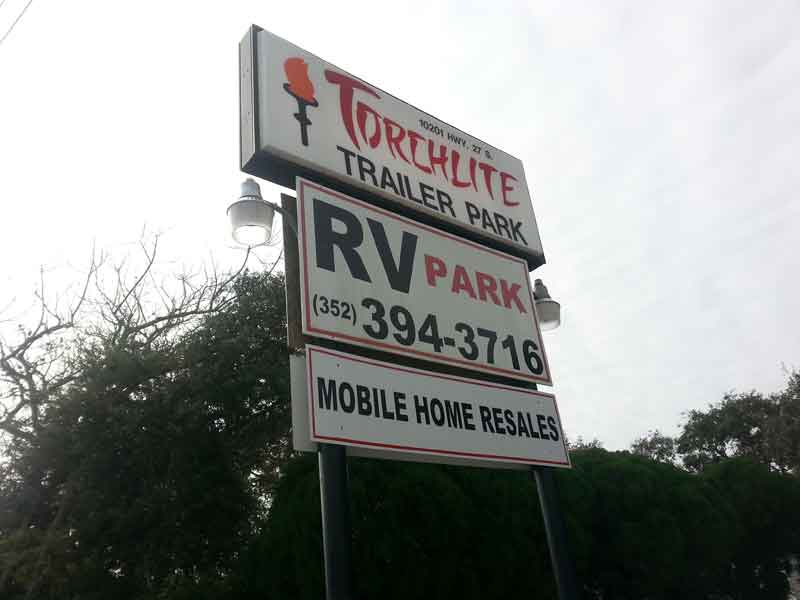 10201 HWY. 27 S.
TORCHLITE
TRAILER PARK
RV PARK
(352) 394-3716
MOBILE HOME RESALES